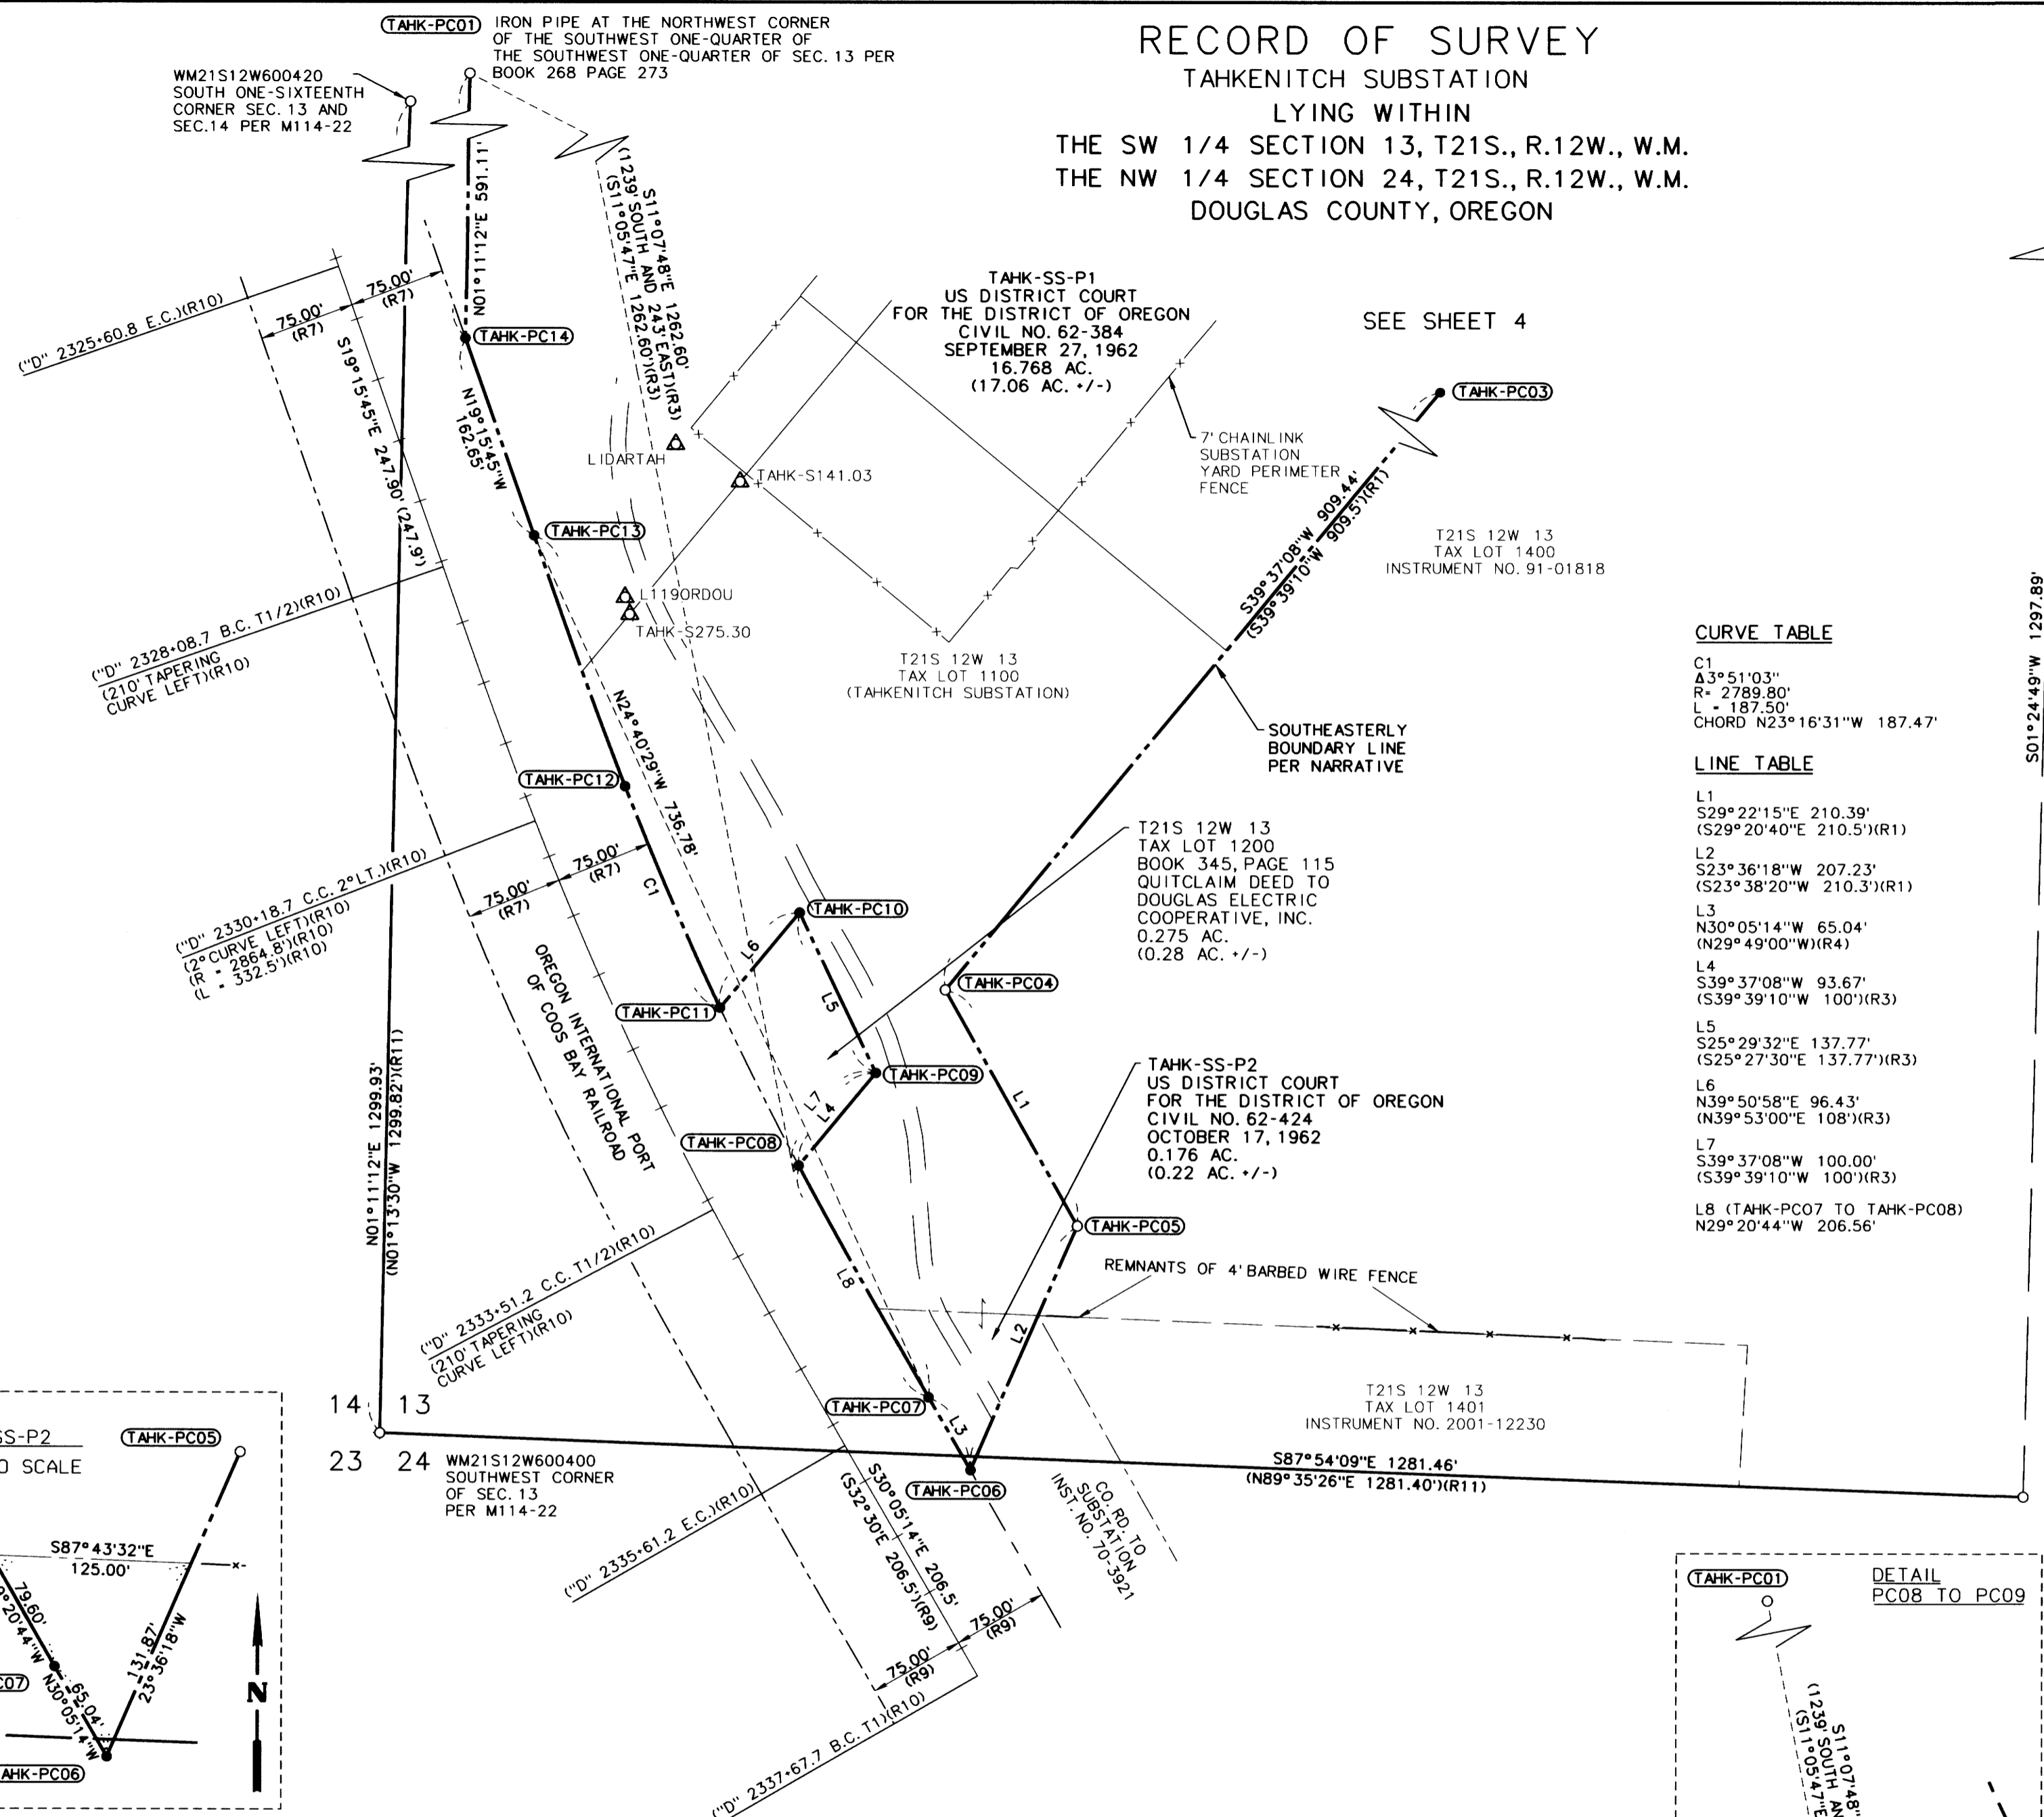 RECORD OF SURVEY
TAHKENITCH SUBSTATION
LYING WITHIN
THE SW 1/4 SECTION 13, T21S., R.12W., W.M.
THE NW 1/4 SECTION 24, T21S., R.12W., W.M.
DOUGLAS COUNTY, OREGON
TAHK-PC01
IRON PIPE AT THE NORTHWEST CORNER
OF THE SOUTHWEST ONE-QUARTER OF
THE SOUTHWEST ONE-QUARTER OF SEC. 13 PER
BOOK 268 PAGE 273
WM21S12W600420
SOUTH ONE-SIXTEENTH
CORNER SEC. 13 AND
SEC.14 PER M114-22
N01°11'12"E 591.11'
S11°07'48"E 1262.60'
(1239' SOUTH AND 243' EAST)(R3)
(S11°05'47"E 1262.60')(R3)
75.00'
(R7)
75.00'
(R7)
("D" 2325+60.8 E.C.)(R10)
S19°15'45"E 247.90' (247.9')
TAHK-PC14
N19°15'45"W
162.65'
TAHK-SS-P1
US DISTRICT COURT
FOR THE DISTRICT OF OREGON
CIVIL NO. 62-384
SEPTEMBER 27, 1962
16.768 AC.
(17.06 AC. +/-)
SEE SHEET 4
TAHK-PC03
7' CHAINLINK
SUBSTATION
YARD PERIMETER
FENCE
LIDARTAH
TAHK-S141.03
S39°37'08"W 909.44'
(S39°39'10"W 909.5')(R1)
T21S 12W 13
TAX LOT 1400
INSTRUMENT NO. 91-01818
TAHK-PC13
L1190RDOU
TAHK-S275.30
("D" 2328+08.7 B.C. T1/2)(R10)
(210' TAPERING
CURVE LEFT)(R10)
T21S 12W 13
TAX LOT 1100
(TAHKENITCH SUBSTATION)
N24°40'29"W 736.78'
SOUTHEASTERLY
BOUNDARY LINE
PER NARRATIVE
TAHK-PC12
75.00'
(R7)
75.00'
(R7)
C1
("D" 2330+18.7 C.C. 2°LT.)(R10)
(2°CURVE LEFT)(R10)
(R = 2864.8')(R10)
(L = 332.5')(R10)
T21S 12W 13
TAX LOT 1200
BOOK 345, PAGE 115
QUITCLAIM DEED TO
DOUGLAS ELECTRIC
COOPERATIVE, INC.
0.275 AC.
(0.28 AC. +/-)
TAHK-PC10
L6
L5
TAHK-PC04
TAHK-PC11
OREGON INTERNATIONAL PORT
OF COOS BAY RAILROAD
TAHK-PC09
L7
L4
L1
TAHK-SS-P2
US DISTRICT COURT
FOR THE DISTRICT OF OREGON
CIVIL NO. 62-424
OCTOBER 17, 1962
0.176 AC.
(0.22 AC. +/-)
TAHK-PC08
N01°11'12"E 1299.93'
(N01°13'30"W 1299.82')(R11)
TAHK-PC05
("D" 2333+51.2 C.C. T1/2)(R10)
(210' TAPERING
CURVE LEFT)(R10)
L8
REMNANTS OF 4' BARBED WIRE FENCE
L2
TAHK-PC07
L3
T21S 12W 13
TAX LOT 1401
INSTRUMENT NO. 2001-12230
14 13
23 24
WM21S12W600400
SOUTHWEST CORNER
OF SEC. 13
PER M114-22
S87°54'09"E 1281.46'
(N89°35'26"E 1281.40')(R11)
TAHK-PC06
CO. RD. TO
SUBSTATION
INST. NO. 70-3921
("D" 2335+61.2 E.C.)(R10)
S30°05'14"E 206.5'
(S32°30'E 206.5')(R9)
75.00'
(R9)
75.00'
(R9)
("D" 2337+67.7 B.C. T1)(R10)
CURVE TABLE
C1
Δ3°51'03"
R= 2789.80'
L = 187.50'
CHORD N23°16'31"W 187.47'
LINE TABLE
L1
S29°22'15"E 210.39'
(S29°20'40"E 210.5')(R1)
L2
S23°36'18"W 207.23'
(S23°38'20"W 210.3')(R1)
L3
N30°05'14"W 65.04'
(N29°49'00"W)(R4)
L4
S39°37'08"W 93.67'
(S39°39'10"W 100')(R3)
L5
S25°29'32"E 137.77'
(S25°27'30"E 137.77')(R3)
L6
N39°50'58"E 96.43'
(N39°53'00"E 108')(R3)
L7
S39°37'08"W 100.00'
(S39°39'10"W 100')(R3)
L8 (TAHK-PC07 TO TAHK-PC08)
N29°20'44"W 206.56'
S01°24'49"W 1297.89'
SS-P2
O SCALE
TAHK-PC05
S87°43'32"E
125.00'
79.60'
°20'44"W
131.87'
23°36'18"W
C07
65.04'
N30°05'14"W
AHK-PC06
N
TAHK-PC01
DETAIL
PC08 TO PC09
S11°07'48"
(1239' SOUTH AN
(S11°05'47"E